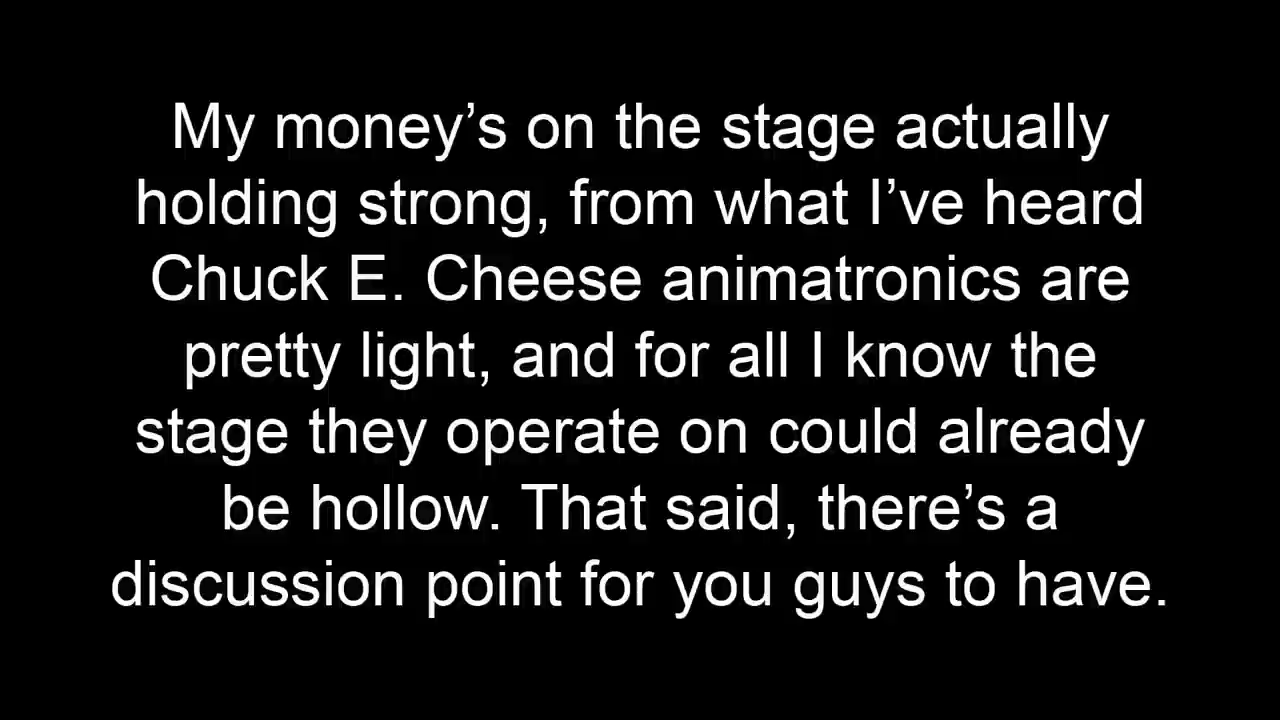 My money’s on the stage actually
holding strong, from what I’ve heard
Chuck E. Cheese animatronics are
pretty light, and for all I know the
stage they operate on could already
be hollow. That said, there’s a
discussion point for you guys to have.